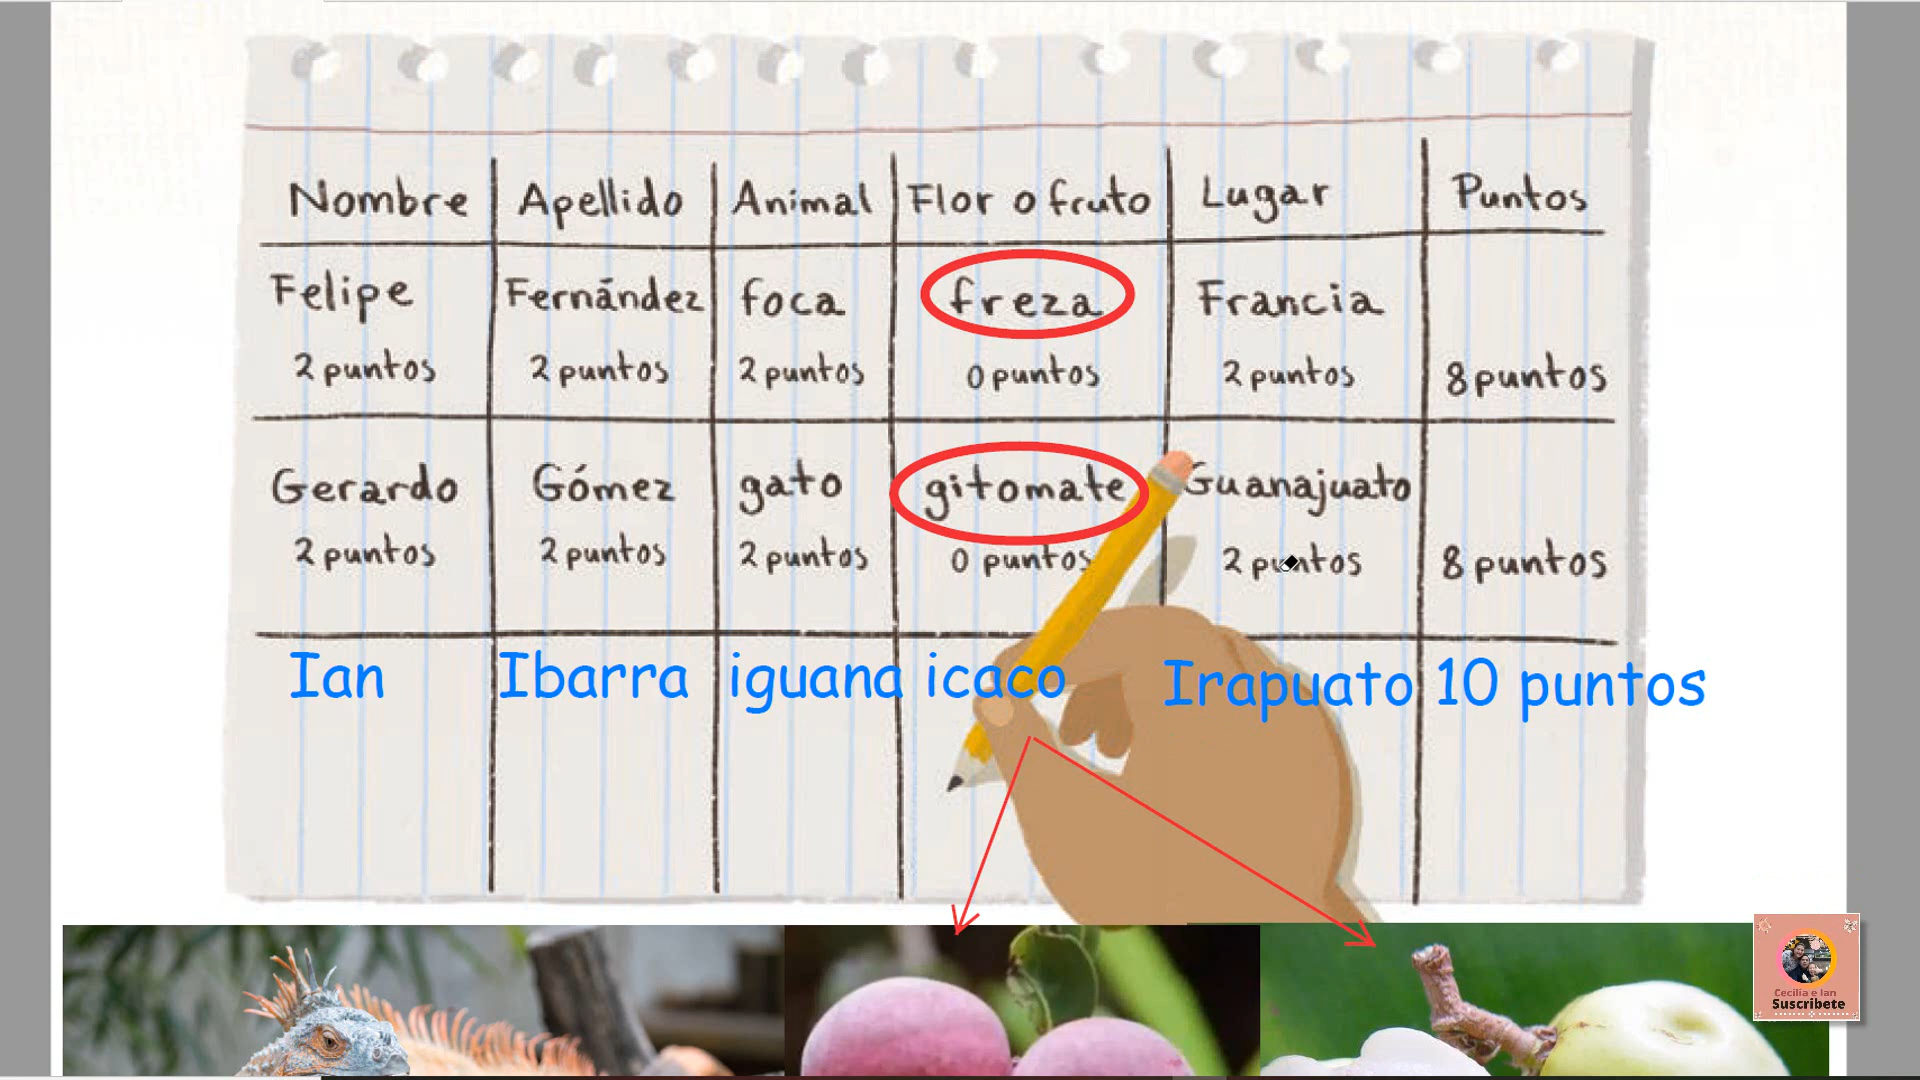 Nombre Apellido Animal Flor o fruto Lugar Puntos
Felipe Fernández foca freza Francia
2 puntos 2 puntos 2 puntos 0 puntos 2 puntos 8 puntos
Gerardo Gómez gato gitomate Guanajuato
2 puntos 2 puntos 2 puntos 0 puntos 2 puntos 8 puntos
Ian Ibarra iguana icaco Irapuato 10 puntos
Cecilia e Ian
Suscríbete